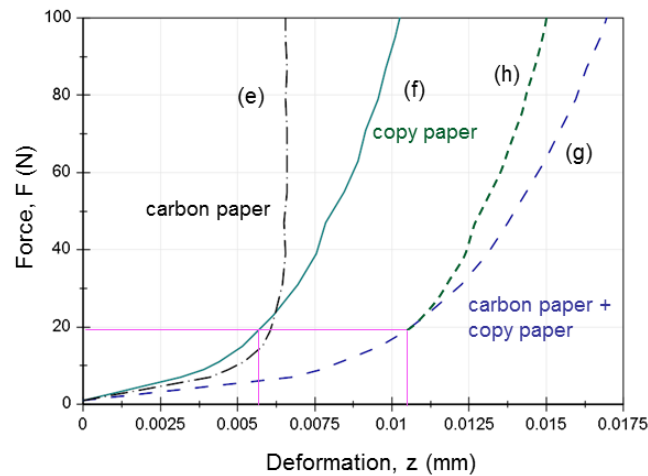 100
80
60
40
20
0
Force, F (N)
(e)
(f)
(h)
(g)
copy paper
carbon paper
carbon paper +
copy paper
0
0.0025
0.005
0.0075
0.01
0.0125
0.015
0.0175
Deformation, z (mm)